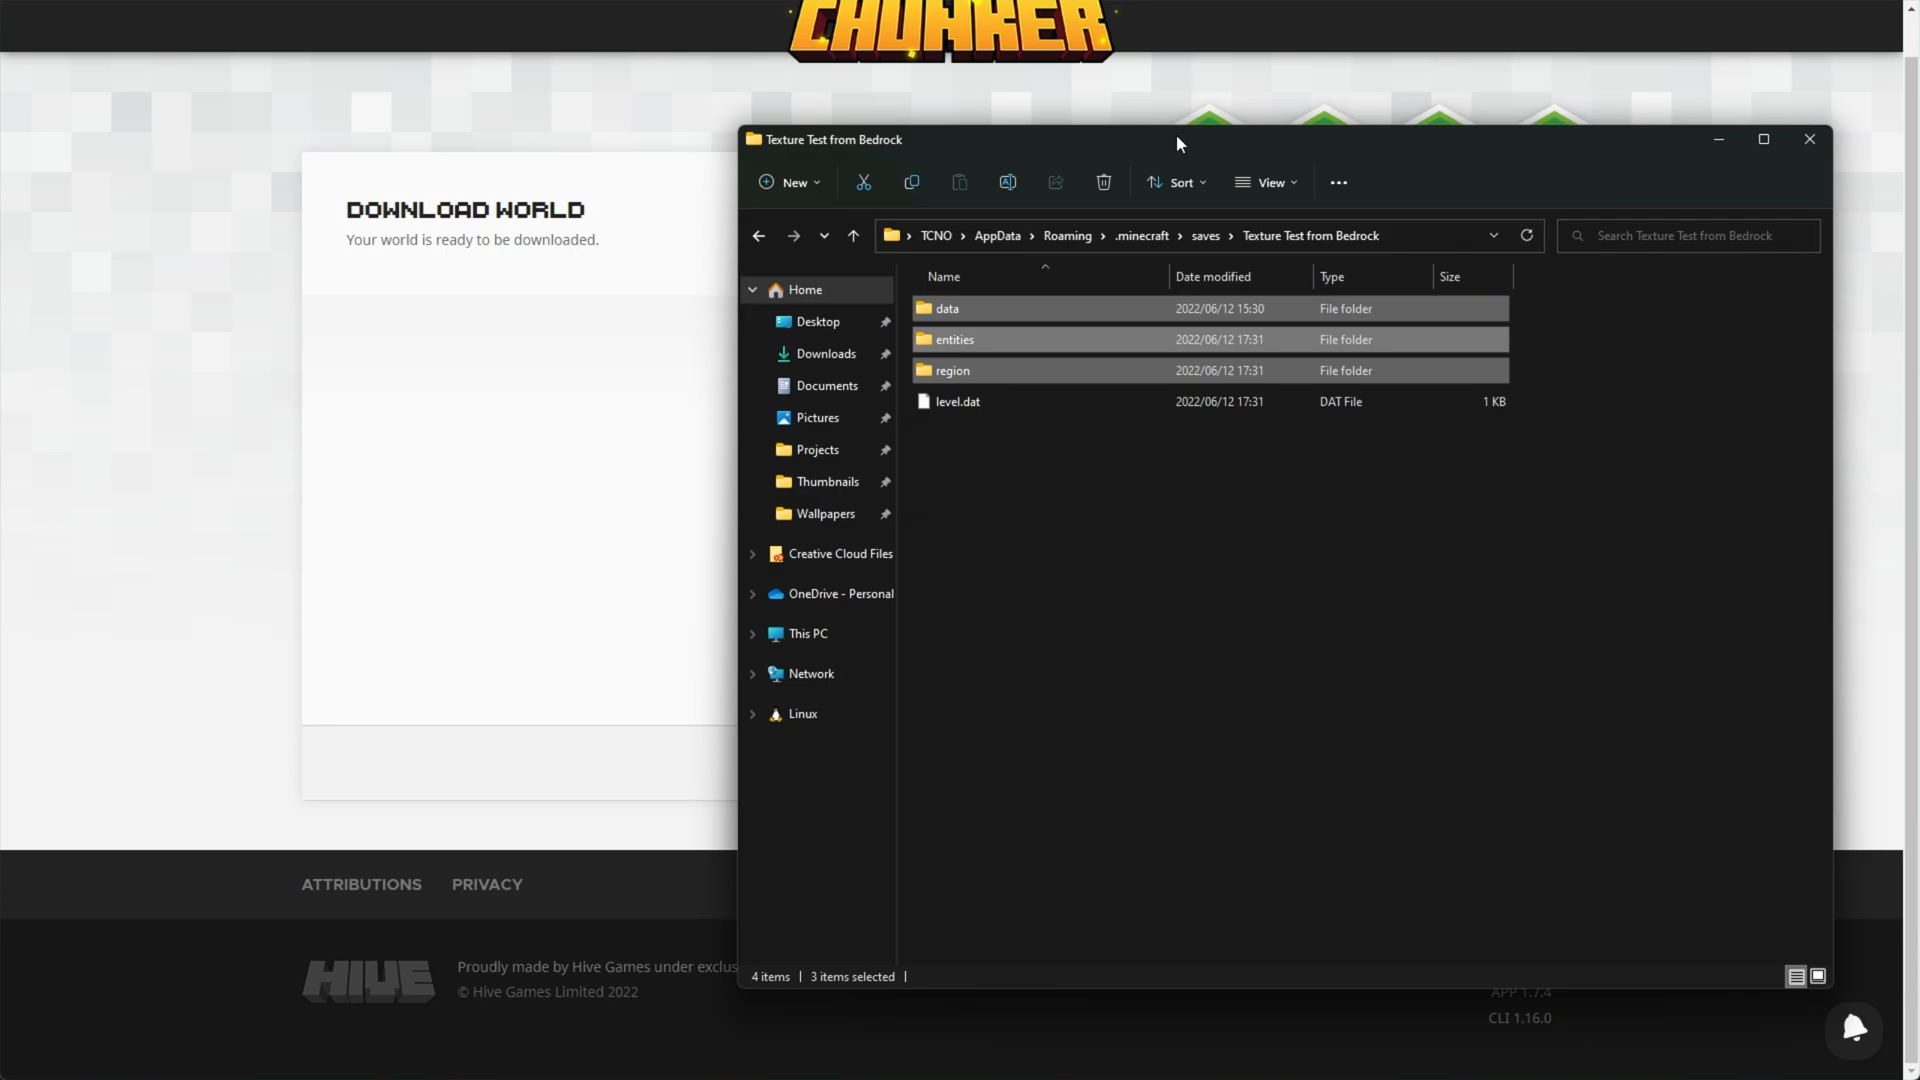 CHUNKER
DOWNLOAD WORLD
Your world is ready to be downloaded.
Texture Test from Bedrock
New
Sort
View
TCNO > AppData > Roaming > .minecraft > saves > Texture Test from Bedrock
Search Texture Test from Bedrock
Name Date modified Type Size
Home
Desktop
Downloads
Documents
Pictures
Projects
Thumbnails
Wallpapers
Creative Cloud Files
OneDrive - Personal
This PC
Network
Linux
data 2022/06/12 15:30 File folder
entities 2022/06/12 17:31 File folder
region 2022/06/12 17:31 File folder
level.dat 2022/06/12 17:31 DAT File 1 KB
4 items | 3 items selected |
ATTRIBUTIONS PRIVACY
HIVE
Proudly made by Hive Games under exclus
© Hive Games Limited 2022
APP 1.7.4
CLI 1.16.0